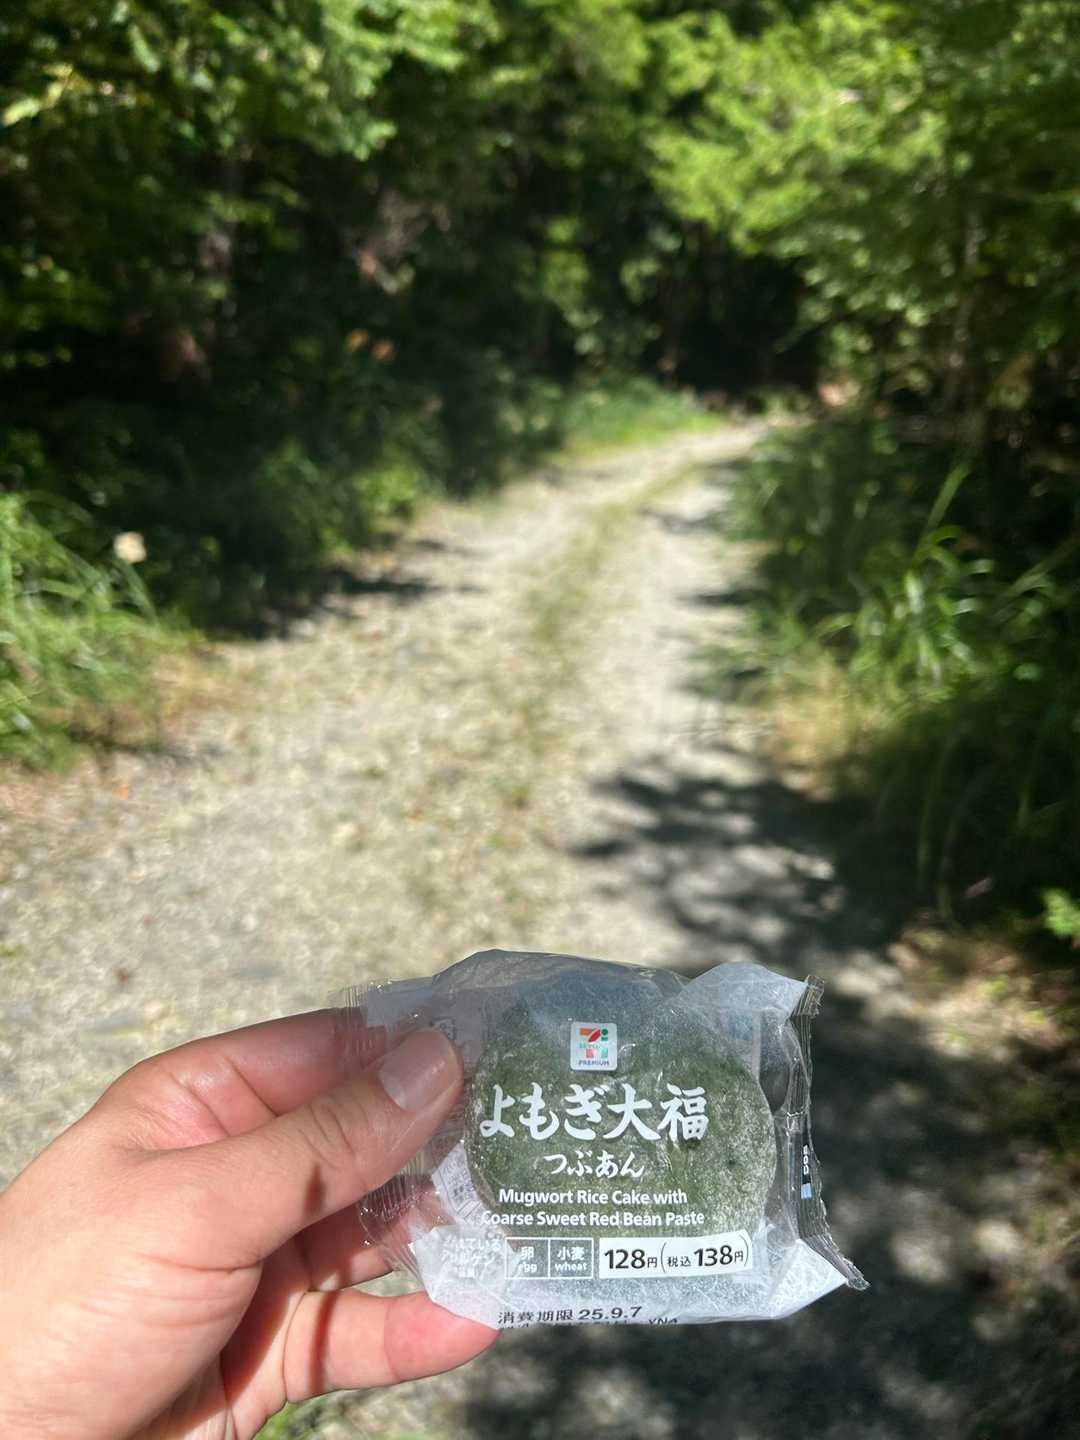 PREMIUM
よもぎ大福
つぶあん
Mugwort Rice Cake with
Coarse Sweet Red Bean Paste
卵 小麦
egg wheat
128円(税込138円)
消費期限 25.9.7